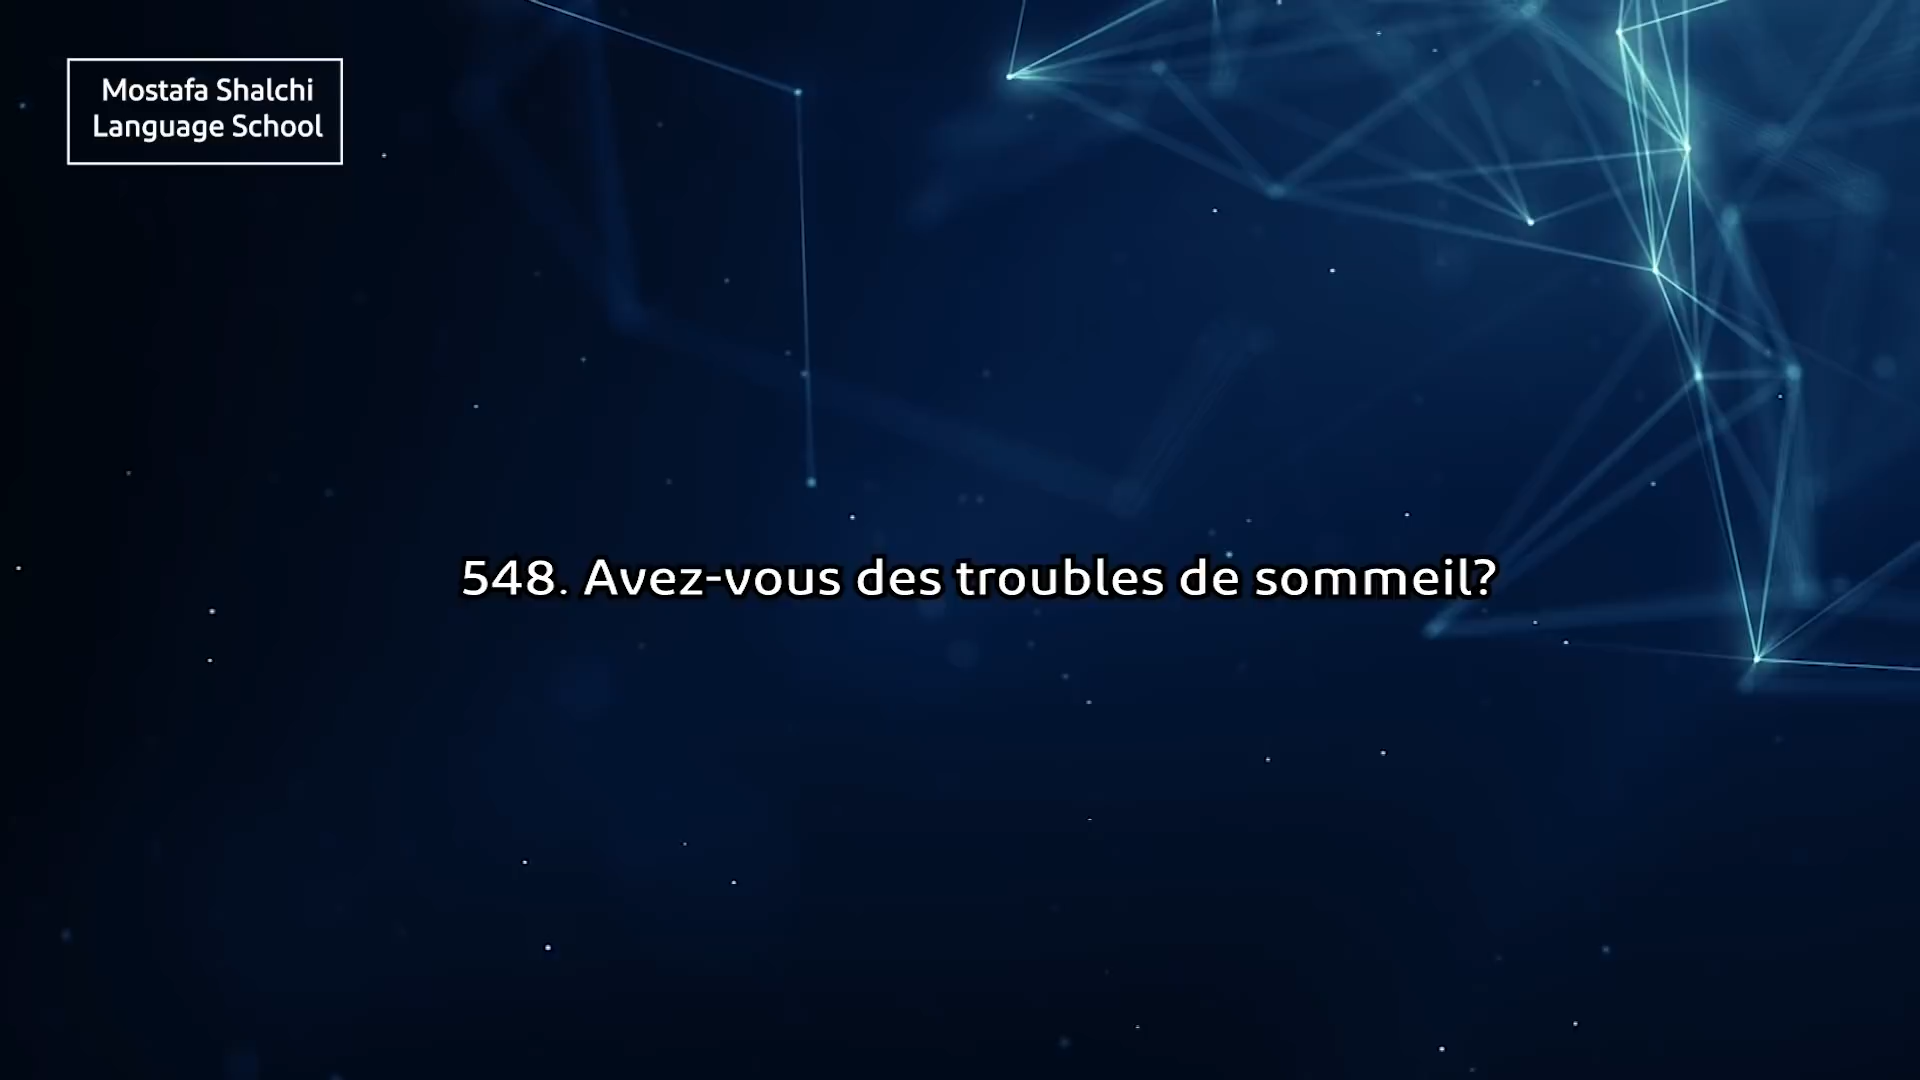 Mostafa Shalchi
Language School
548. Avez-vous des troubles de sommeil?